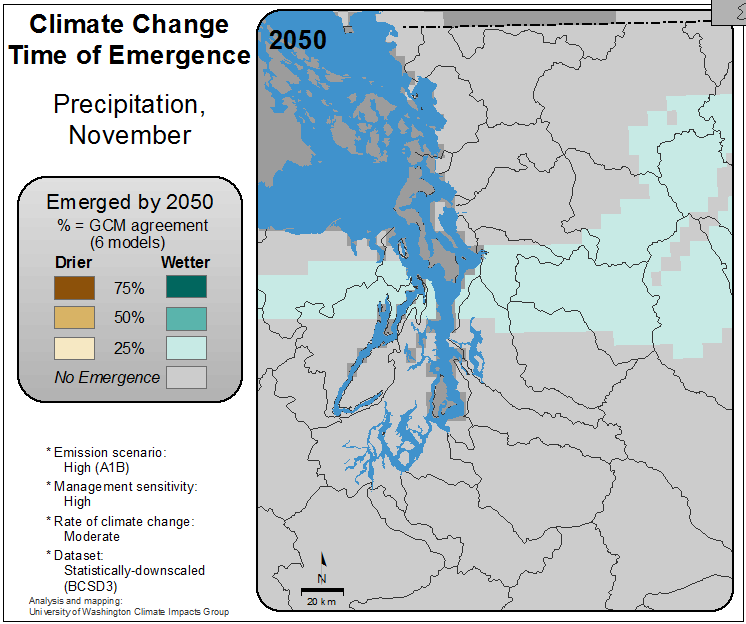 Climate Change
Time of Emergence
Precipitation,
November
Emerged by 2050
% = GCM agreement
(6 models)
Drier
Wetter
75%
50%
25%
No Emergence
* Emission scenario:
High (A1B)
* Management sensitivity:
High
* Rate of climate change:
Moderate
* Dataset:
Statistically-downscaled
(BCSD3)
Analysis and mapping:
University of Washington Climate Impacts Group
2050
N
20 km